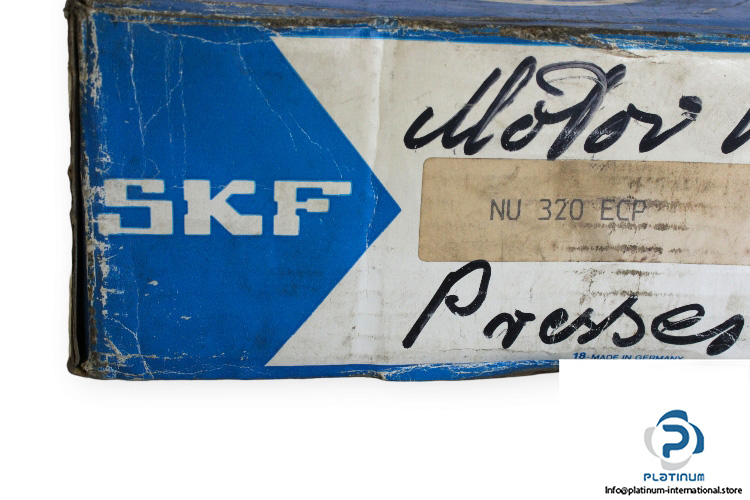 Motor
SKF
NU 320 ECP
Presses
18-MADE IN GERMANY
PLATINUM
Info@platinum-international.store